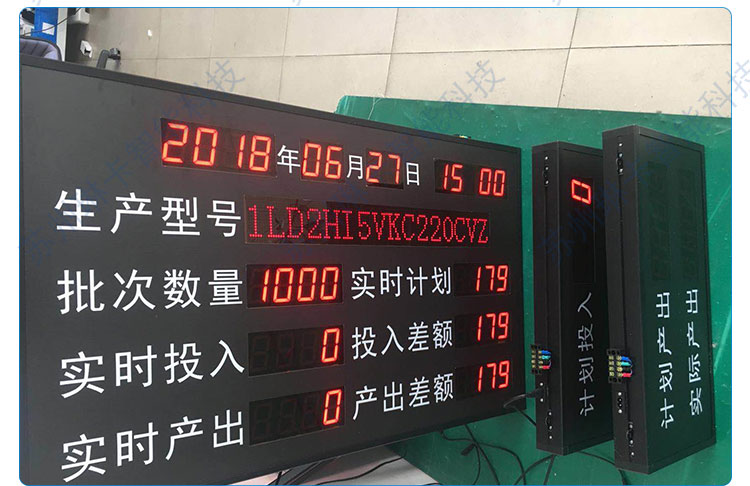 2018年06月27日 15 00
生产型号 1LD2HI5VKC220CVZ
批次数量 1000 实时计划 179
实时投入 0 投入差额 179
实时产出 0 产出差额 179
计划投入 0
计划产出
实际产出